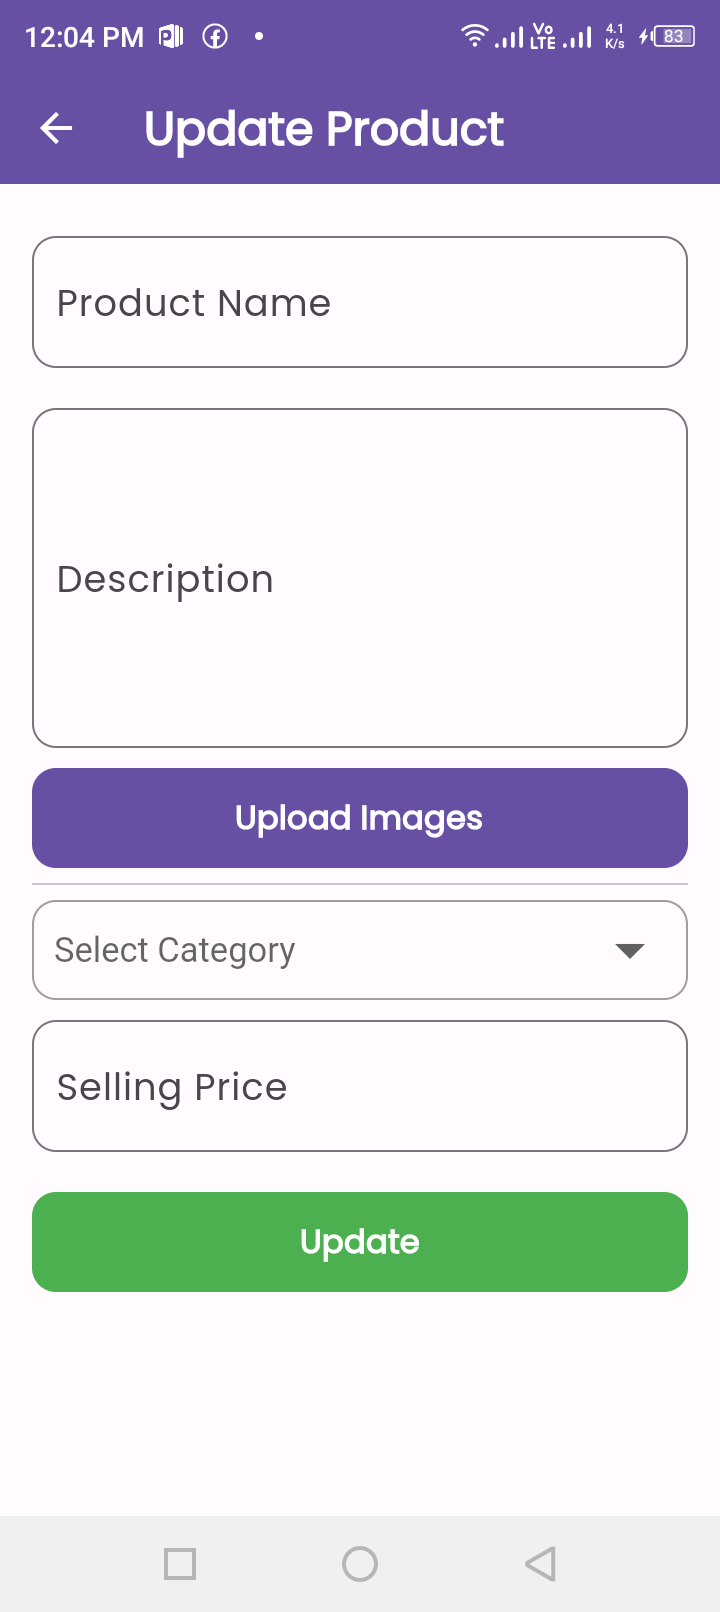 12:04 PM Vo LTE 4.1 K/s 83
Update Product
Product Name
Description
Upload Images
Select Category
Selling Price
Update